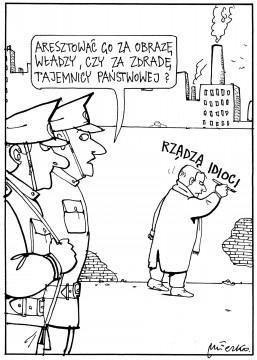 ARESZTOWAĆ GO ZA OBRAZĘ
WŁADZY, CZY ZA ZDRADĘ
TAJEMNICY PAŃSTWOWEJ?
RZĄDZĄ IDIOCI